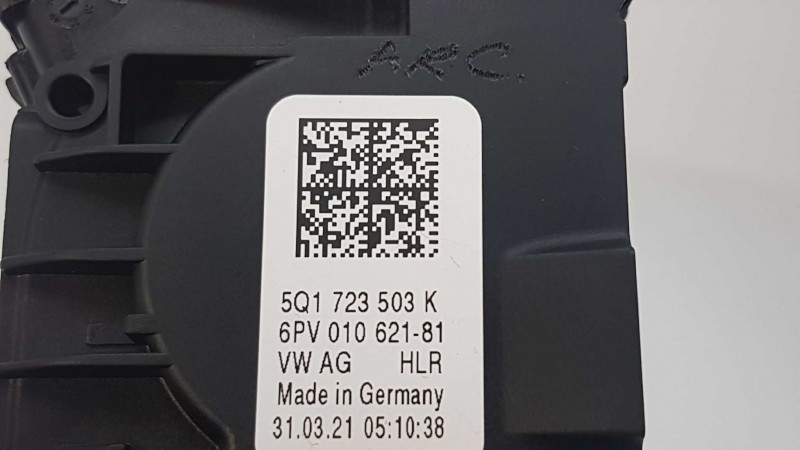 ARC.
5Q1 723 503 K
6PV 010 621-81
VW AG HLR
Made in Germany
31.03.21 05:10:38